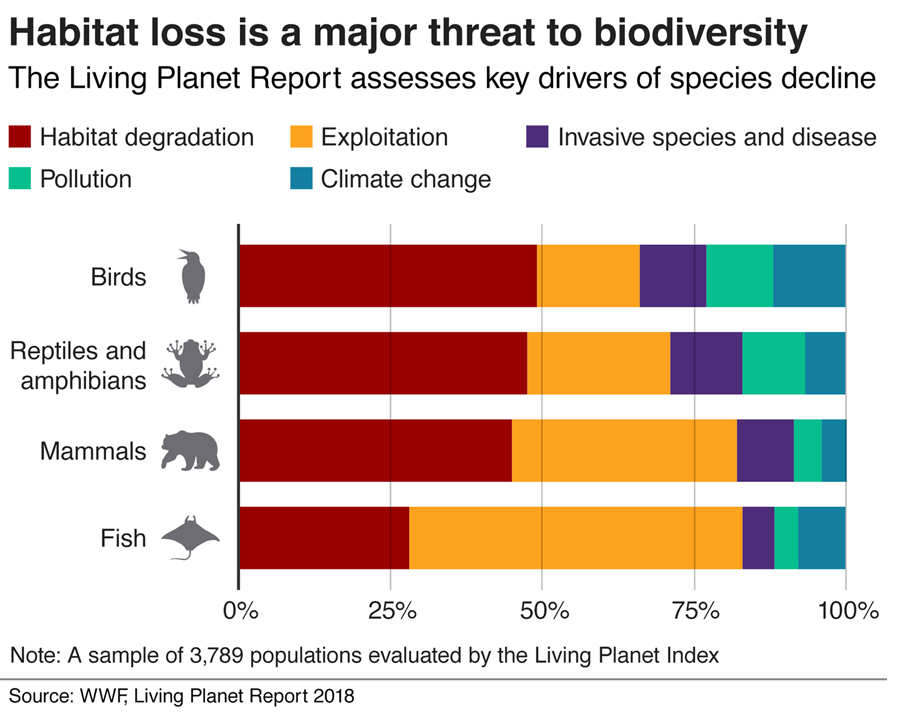 Habitat loss is a major threat to biodiversity
The Living Planet Report assesses key drivers of species decline
Habitat degradation
Exploitation
Invasive species and disease
Pollution
Climate change
Birds
Reptiles and
amphibians
Mammals
Fish
0%
25%
50%
75%
100%
Note: A sample of 3,789 populations evaluated by the Living Planet Index
Source: WWF, Living Planet Report 2018